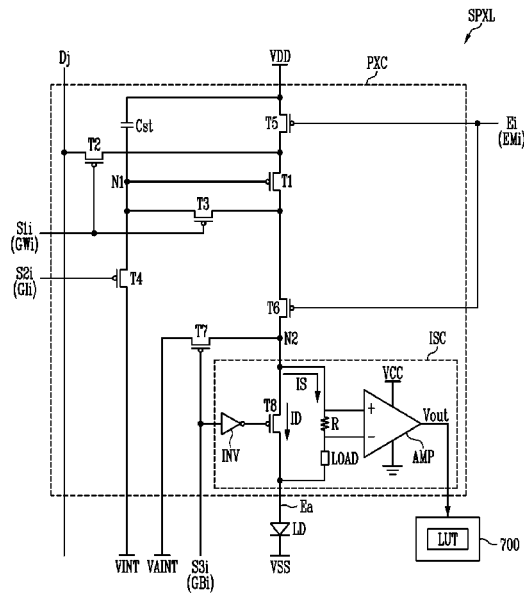 SPXL
Dj
VDD
PXC
T5
Ei
(EMi)
Cst
T2
N1
T1
T3
S1i
(GWi)
S2i
(GIi)
T4
T6
T7
N2
ISC
IS
VCC
T8
ID
R
+
−
Vout
INV
LOAD
AMP
Ea
LD
LUT
700
VINT
VAINT
S3i
(GBi)
VSS